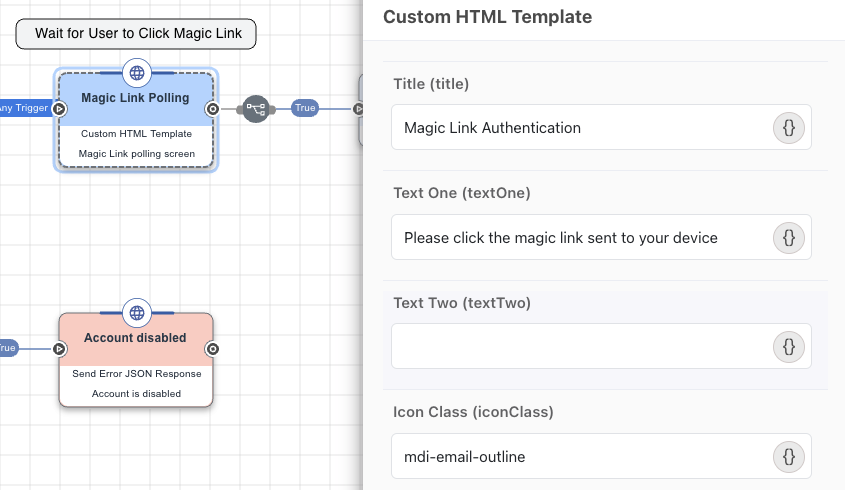 Wait for User to Click Magic Link
Any Trigger
Magic Link Polling
Custom HTML Template
Magic Link polling screen
True
True
Account disabled
Send Error JSON Response
Account is disabled
Custom HTML Template
Title (title)
Magic Link Authentication
{}
Text One (textOne)
Please click the magic link sent to your device
{}
Text Two (textTwo)
{}
Icon Class (iconClass)
mdi-email-outline
{}